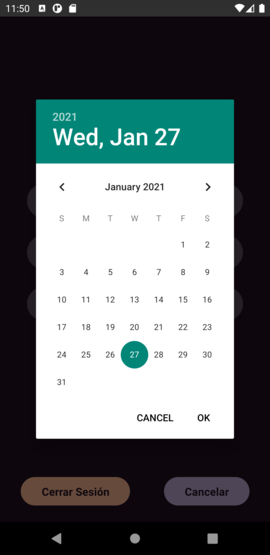 11:50
2021
Wed, Jan 27
January 2021
S M T W T F S
1 2
3 4 5 6 7 8 9
10 11 12 13 14 15 16
17 18 19 20 21 22 23
24 25 26 27 28 29 30
31
CANCEL OK
Cerrar Sesión Cancelar